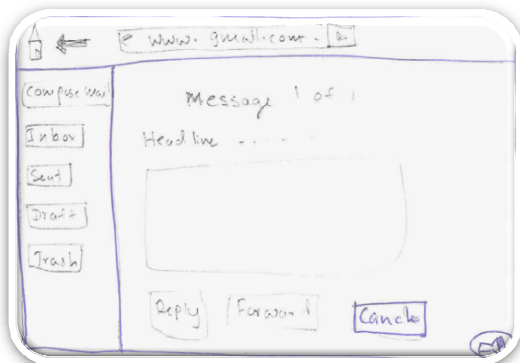 e www.gmail.com -
Compose Mail
Inbox
Sent
Draft
Trash
Message 1 of 1
Headline - - - - -
Reply
Forward
Cancle